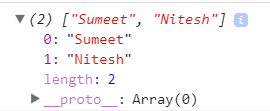 ▼(2) ["Sumeet", "Nitesh"] i
0: "Sumeet"
1: "Nitesh"
length: 2
▶ __proto__: Array(0)